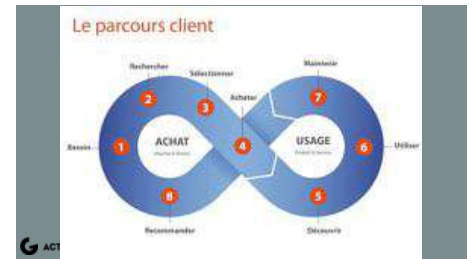 Le parcours client
Rechercher
Sélectionner
Maintenir
Acheter
2
3
7
Besoin
1
ACHAT
4
USAGE
6
Utiliser
8
5
Recommander
Découvrir
ACT